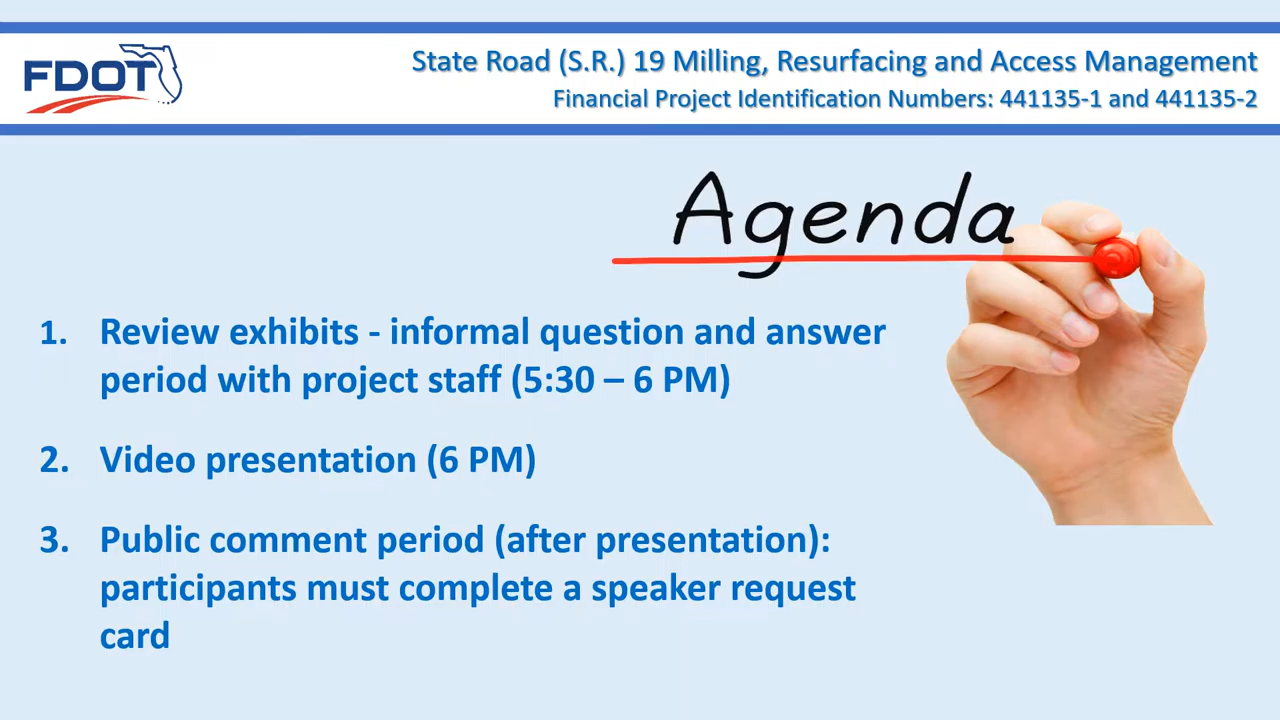 FDOT
State Road (S.R.) 19 Milling, Resurfacing and Access Management
Financial Project Identification Numbers: 441135-1 and 441135-2
Agenda
1. Review exhibits - informal question and answer
period with project staff (5:30 – 6 PM)
2. Video presentation (6 PM)
3. Public comment period (after presentation):
participants must complete a speaker request
card